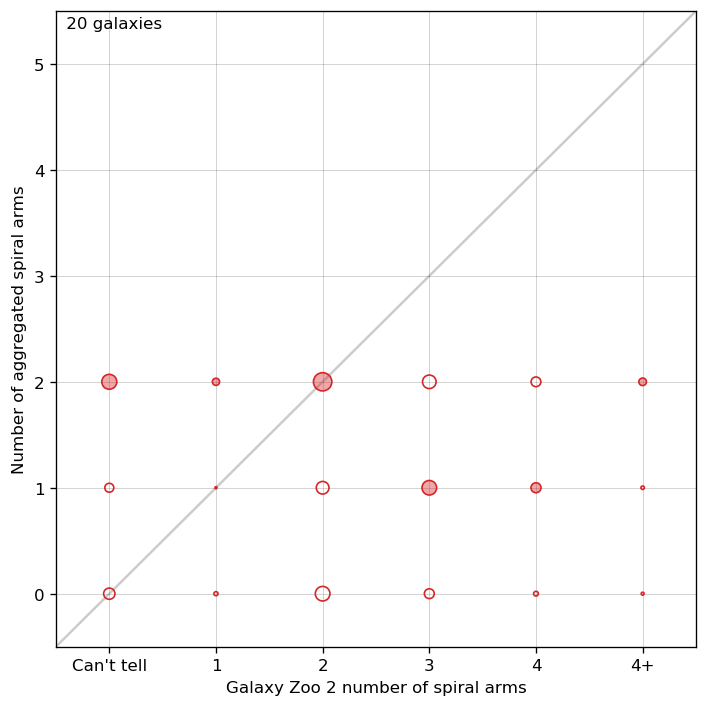 20 galaxies
Number of aggregated spiral arms
5
4
3
2
1
0
Can't tell 1 2 3 4 4+
Galaxy Zoo 2 number of spiral arms